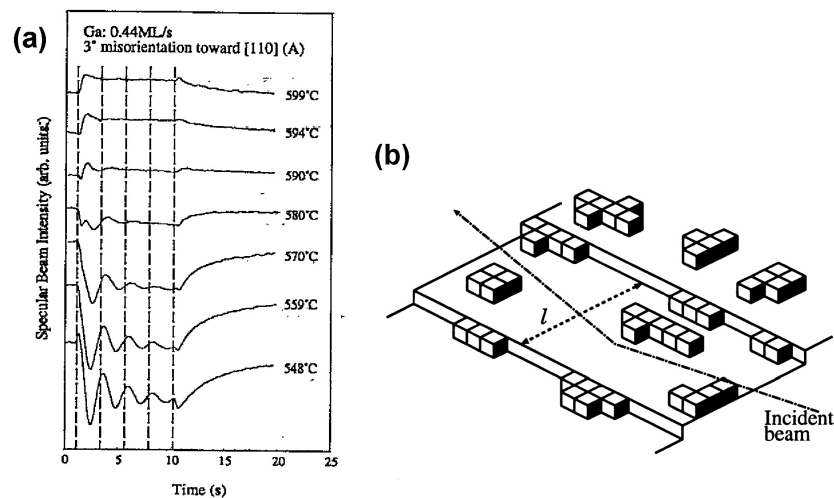 (a)
Ga: 0.44ML/s
3° misorientation toward [110] (A)
599°C
594°C
590°C
580°C
570°C
559°C
548°C
Specular Beam Intensity (arb. units:)
0 5 10 15 20 25
Time (s)
(b)
l
Incident
beam